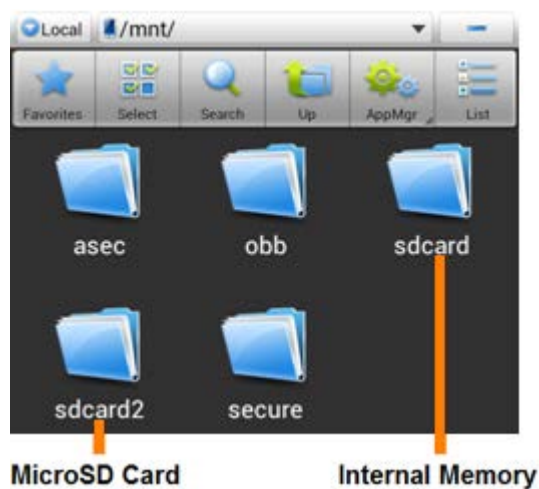 Local /mnt/
Favorites Select Search Up AppMgr List
asec obb sdcard
sdcard2 secure
MicroSD Card Internal Memory